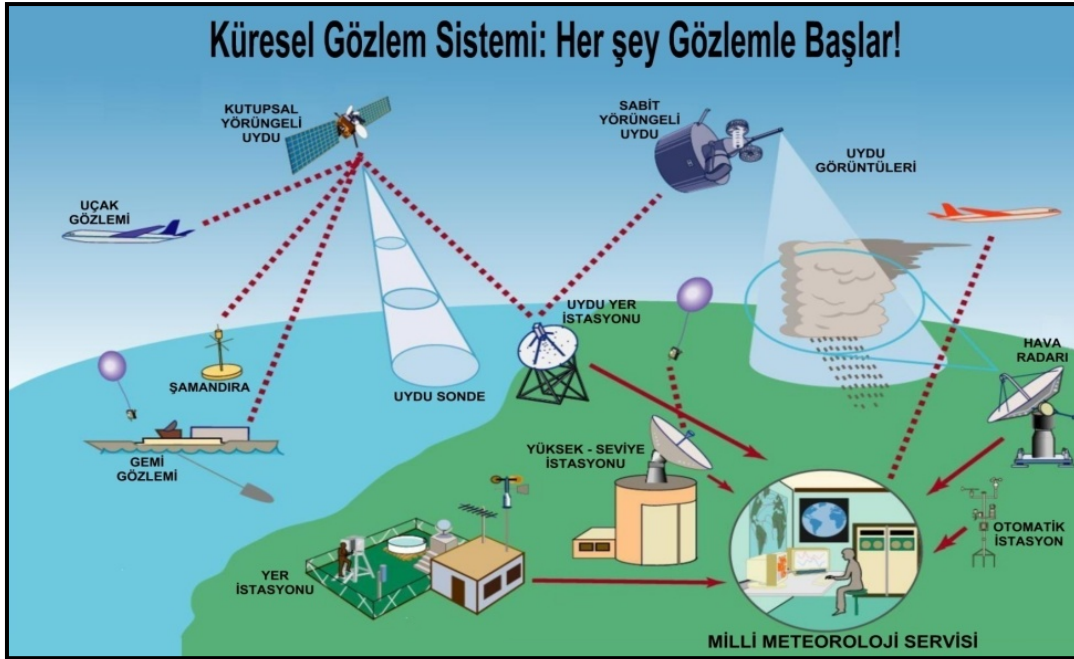 Küresel Gözlem Sistemi: Her şey Gözlemle Başlar!
KUTUPSAL
YÖRÜNGELİ
UYDU
SABİT
YÖRÜNGELİ
UYDU
UYDU
GÖRÜNTÜLERİ
UÇAK
GÖZLEMİ
UYDU YER
İSTASYONU
HAVA
RADARI
ŞAMANDIRA
UYDU SONDE
GEMİ
GÖZLEMİ
YÜKSEK - SEVİYE
İSTASYONU
OTOMATİK
İSTASYON
YER
İSTASYONU
MİLLİ METEOROLOJİ SERVİSİ